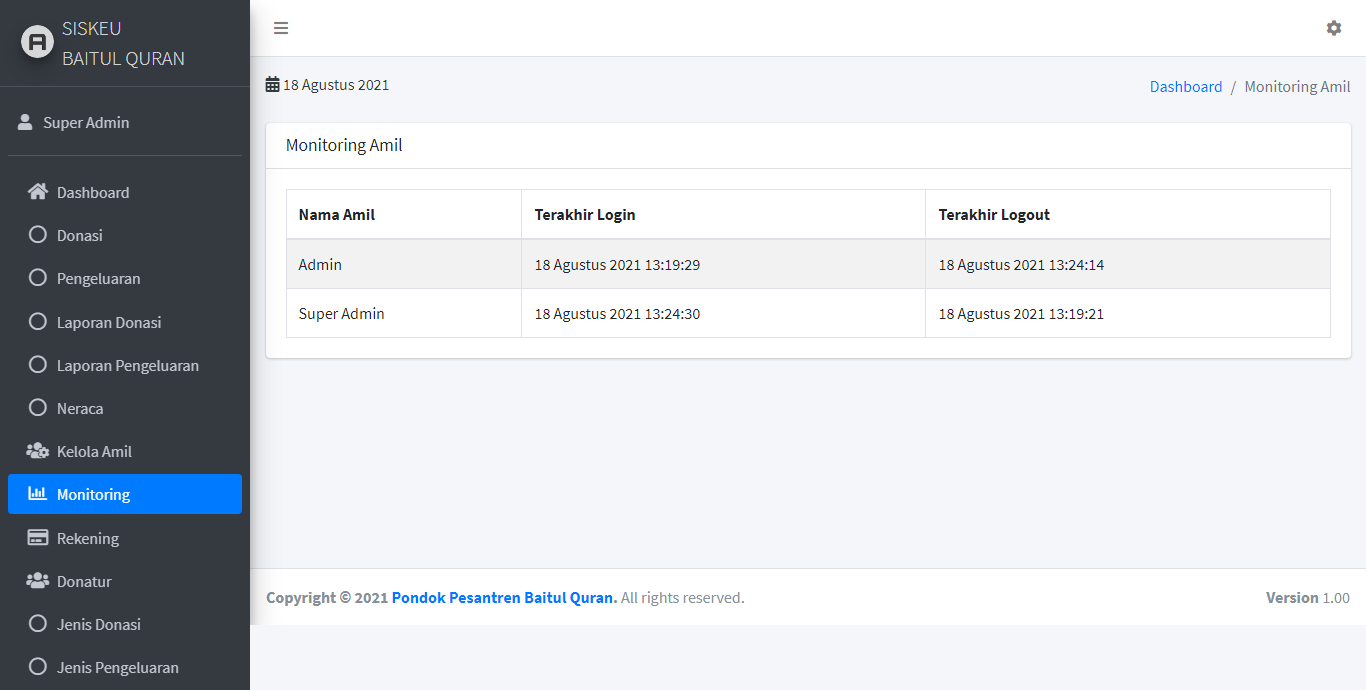 SISKEU
BAITUL QURAN
Super Admin
Dashboard
Donasi
Pengeluaran
Laporan Donasi
Laporan Pengeluaran
Neraca
Kelola Amil
Monitoring
Rekening
Donatur
Jenis Donasi
Jenis Pengeluaran
18 Agustus 2021
Dashboard / Monitoring Amil
Monitoring Amil
Nama Amil Terakhir Login Terakhir Logout
Admin 18 Agustus 2021 13:19:29 18 Agustus 2021 13:24:14
Super Admin 18 Agustus 2021 13:24:30 18 Agustus 2021 13:19:21
Copyright © 2021 Pondok Pesantren Baitul Quran. All rights reserved.
Version 1.00